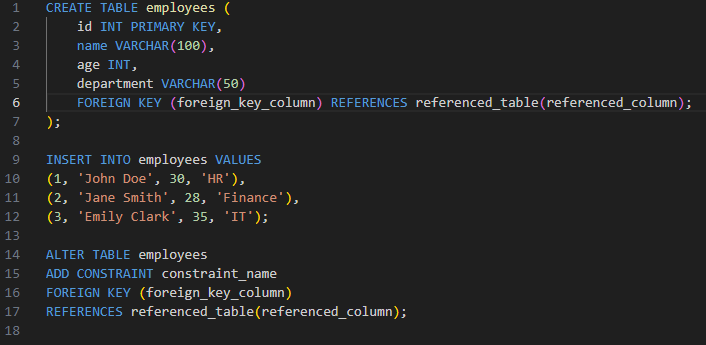 1 CREATE TABLE employees (
2     id INT PRIMARY KEY,
3     name VARCHAR(100),
4     age INT,
5     department VARCHAR(50)
6     FOREIGN KEY (foreign_key_column) REFERENCES referenced_table(referenced_column);
7 );
8
9 INSERT INTO employees VALUES
10 (1, 'John Doe', 30, 'HR'),
11 (2, 'Jane Smith', 28, 'Finance'),
12 (3, 'Emily Clark', 35, 'IT');
13
14 ALTER TABLE employees
15 ADD CONSTRAINT constraint_name
16 FOREIGN KEY (foreign_key_column)
17 REFERENCES referenced_table(referenced_column);
18